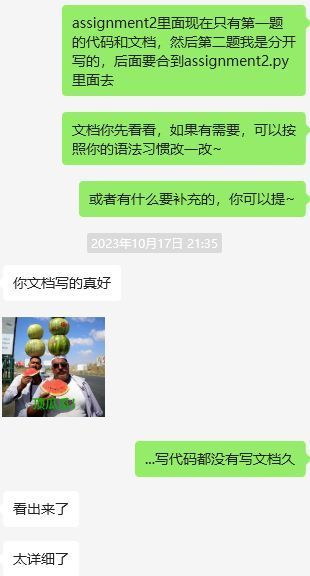 assignment2里面现在只有第一题
的代码和文档，然后第二题我是分开
写的，后面要合到assignment2.py
里面去
文档你先看看，如果有需要，可以按
照你的语法习惯改一改~
或者有什么要补充的，你可以提~
2023年10月17日 21:35
你文档写的真好
顶瓜瓜!
...写代码都没有写文档久
看出来了
太详细了